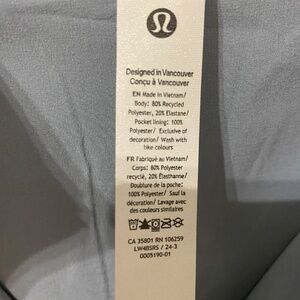 Designed in Vancouver
Conçu à Vancouver
EN Made in Vietnam/
Body: 80% Recycled
Polyester, 20% Elastane/
Pocket lining: 100%
Polyester/ Exclusive of
decoration/ Wash with
like colours
FR Fabriqué au Vietnam/
Corps: 80% Polyester
recyclé, 20% Élasthanne/
Doublure de la poche:
100% Polyester/ Sauf la
décoration/ Lavage avec
des couleurs similaires
CA 35801 RN 106259
LW4BSRS / 24-3
0005190-01